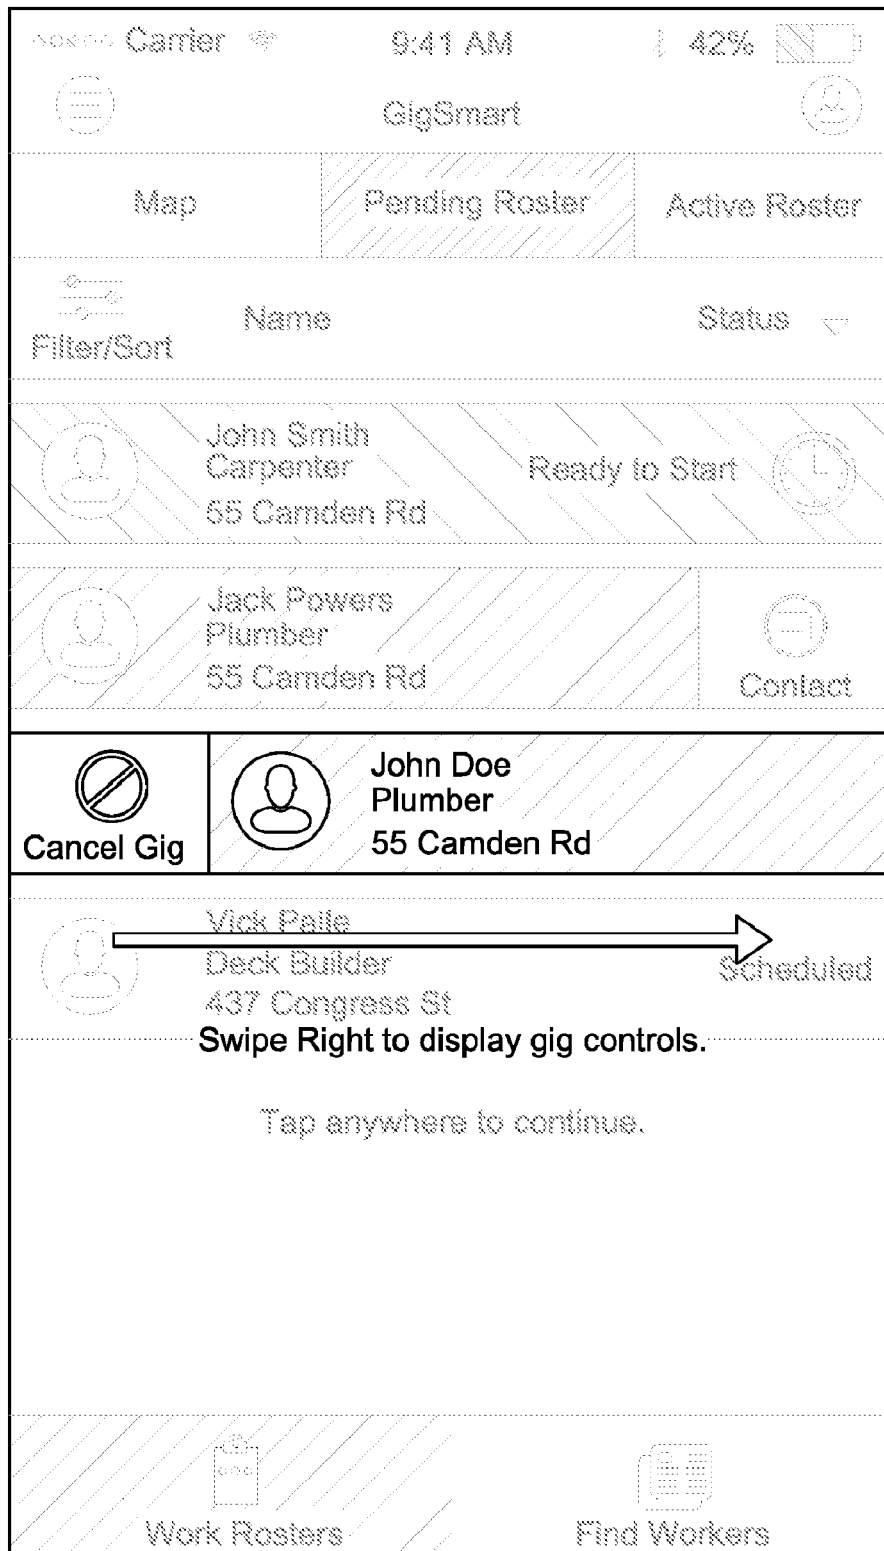 Carrier 9:41 AM 42%
GigSmart
Map Pending Roster Active Roster
Filter/Sort Name Status
John Smith
Carpenter Ready to Start
55 Camden Rd
Jack Powers
Plumber
55 Camden Rd Contact
John Doe
Plumber
Cancel Gig 55 Camden Rd
Vick Paile
Deck Builder Scheduled
437 Congress St
Swipe Right to display gig controls.
Tap anywhere to continue.
Work Rosters Find Workers